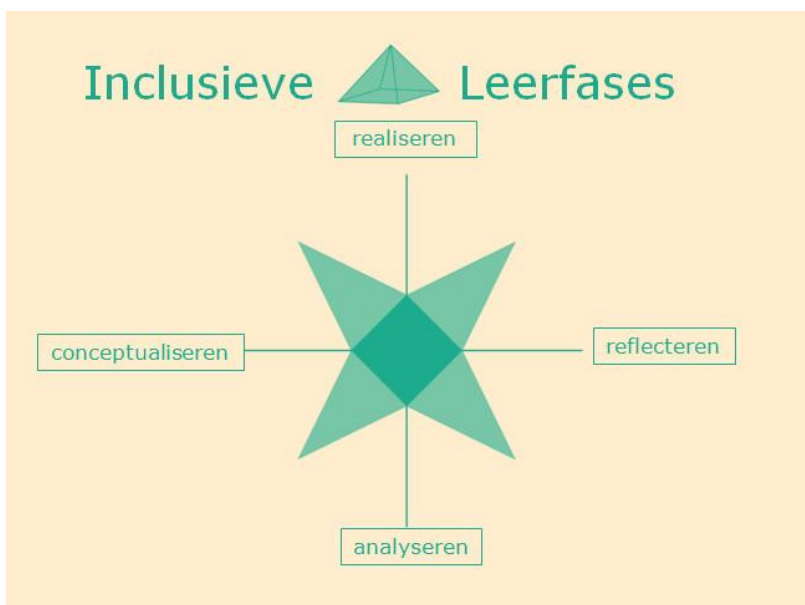 Inclusieve Leerfases
realiseren
conceptualiseren
reflecteren
analyseren